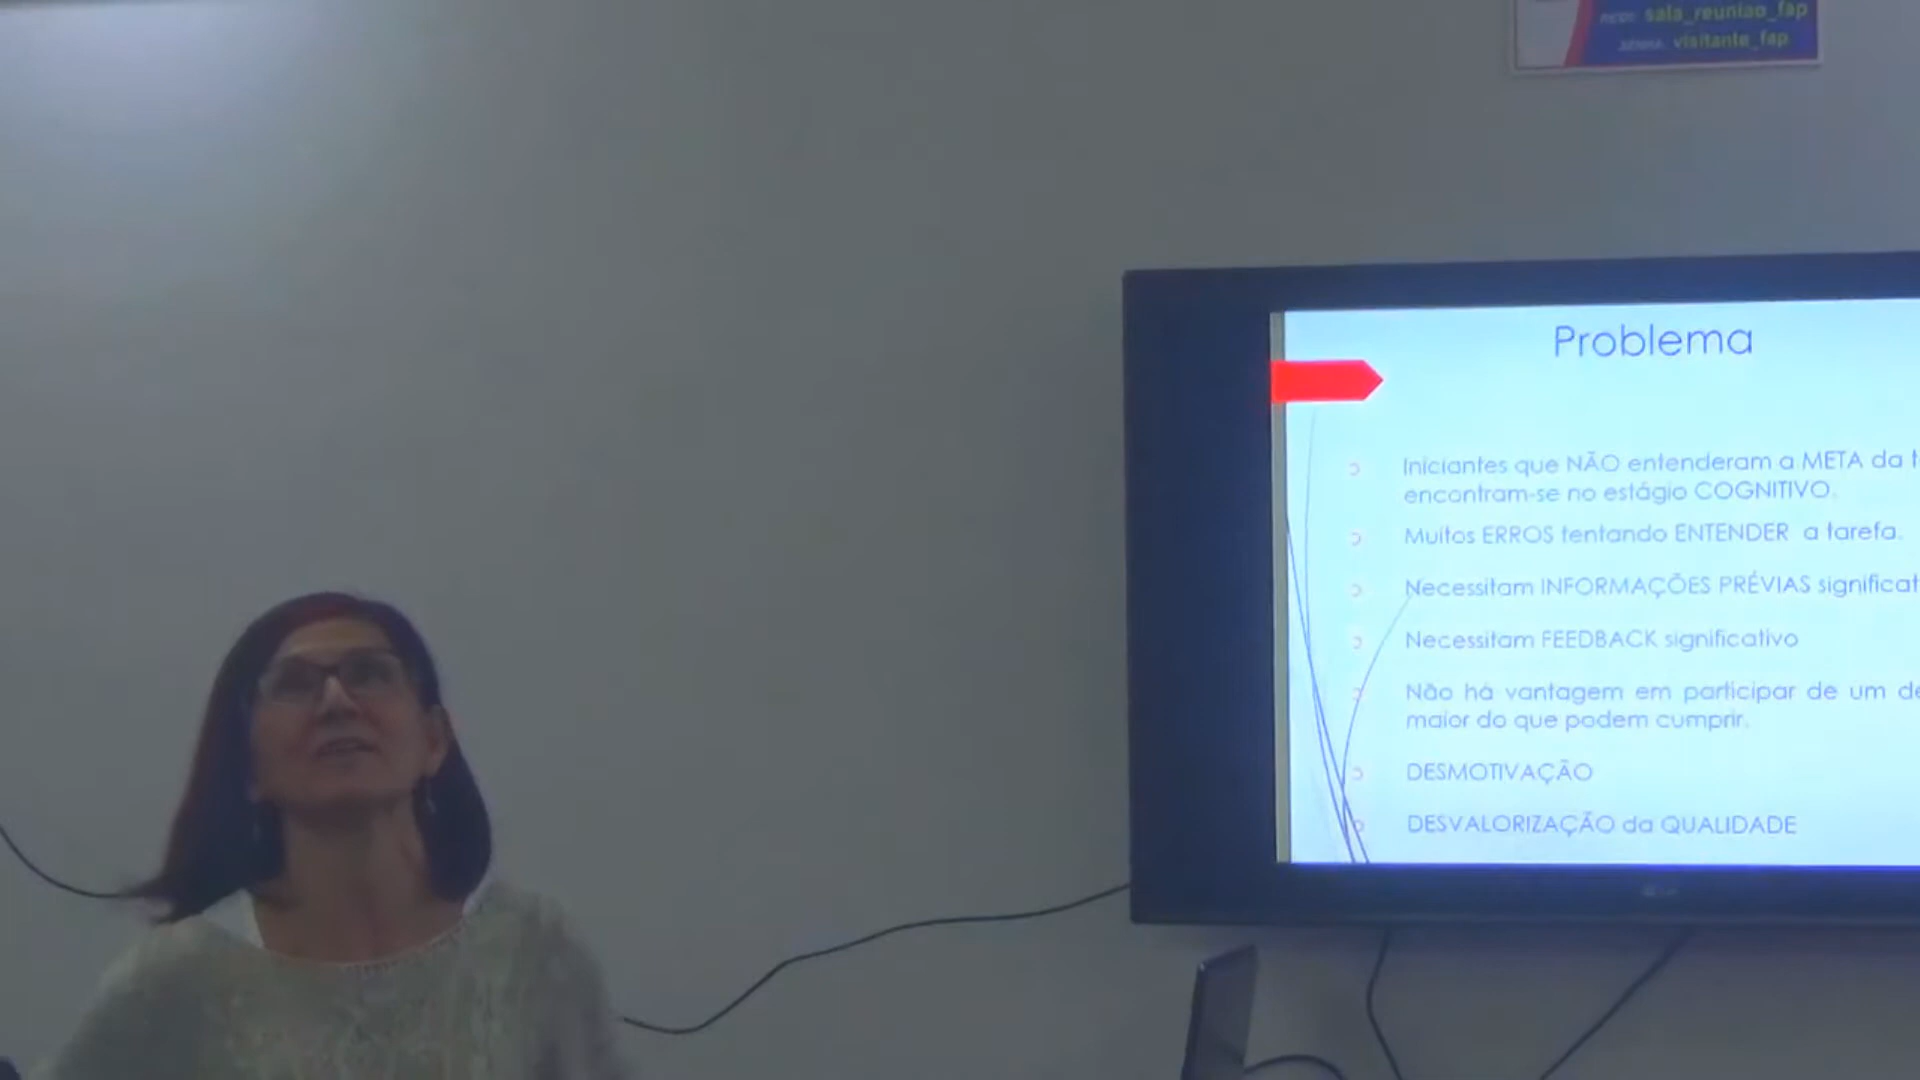 sala_reuniao_fap
visitante_fap
Problema
Iniciantes que NÃO entenderam a META da t
encontram-se no estágio COGNITIVO.
Muitos ERROS tentando ENTENDER a tarefa.
Necessitam INFORMAÇÕES PRÉVIAS significat
Necessitam FEEDBACK significativo
Não há vantagem em participar de um de
maior do que podem cumprir.
DESMOTIVAÇÃO
DESVALORIZAÇÃO da QUALIDADE